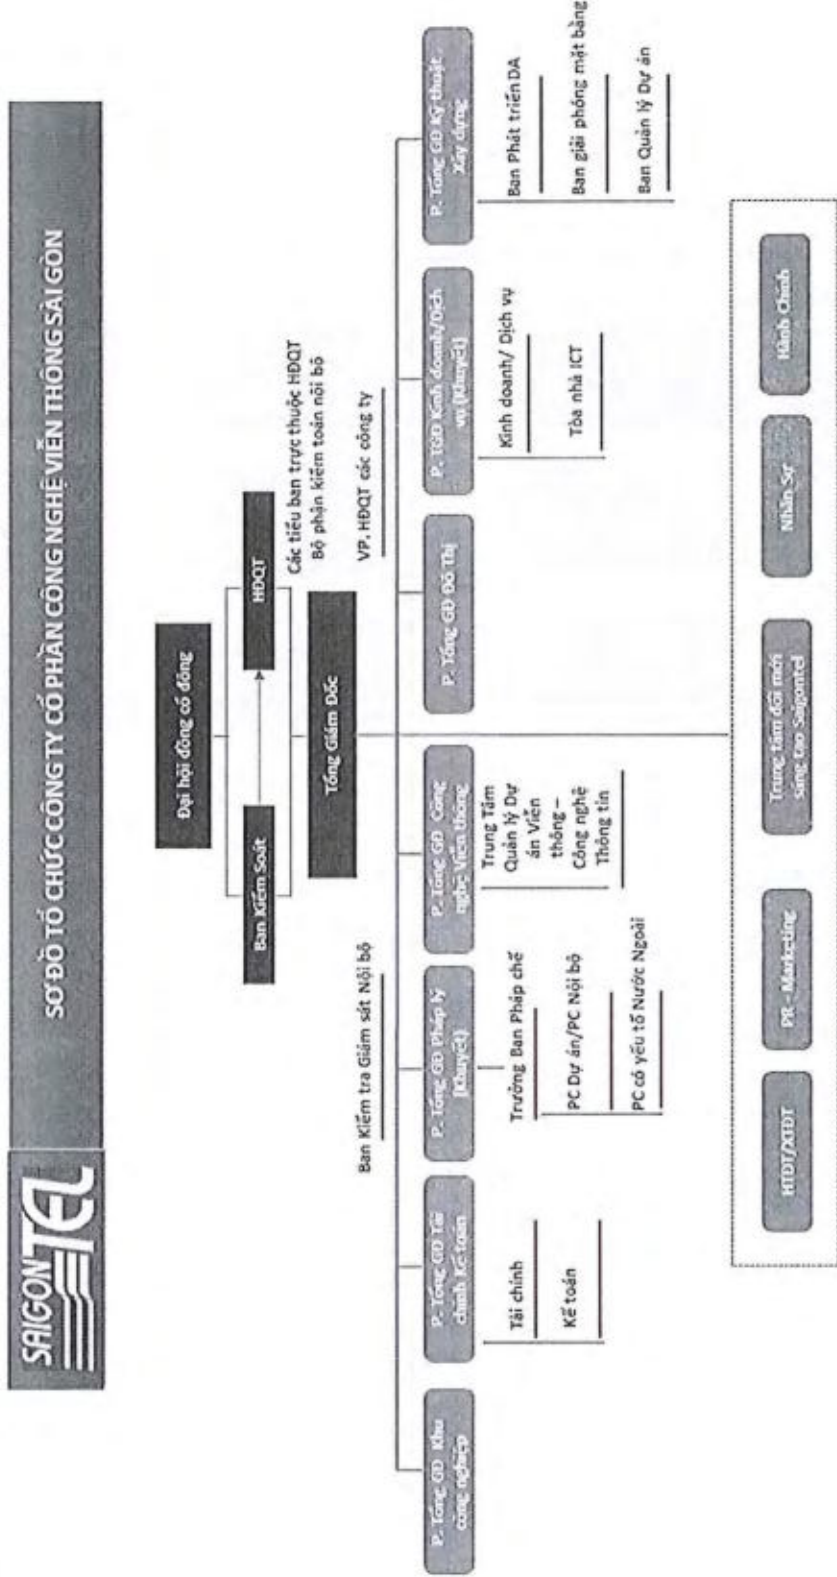 SAIGON TEL
SƠ ĐỒ TỔ CHỨC CÔNG TY CỔ PHẦN CÔNG NGHỆ VIỄN THÔNG SÀI GÒN
Đại hội đồng cổ đông
Ban Kiểm Soát
HĐQT
Các tiểu ban trực thuộc HĐQT
Bộ phận kiểm toán nội bộ
Tổng Giám Đốc
Ban Kiểm tra Giám sát Nội bộ
VP. HĐQT các công ty
P. Tổng GĐ Khu
công nghiệp
P. Tổng GĐ Tài
chính Kế toán
Tài chính
Kế toán
P. Tổng GĐ Pháp lý
(Khuyết)
Trưởng Ban Pháp chế
PC Dự án/PC Nội bộ
PC có yếu tố Nước Ngoài
P. Tổng GĐ Công
nghệ Viễn thông
Trung Tâm
Quản lý Dự
án Viễn
thông –
Công nghệ
Thông tin
P. Tổng GĐ Đô Thị
P. TGĐ Kinh doanh/Dịch
vụ (Khuyết)
Kinh doanh/ Dịch vụ
Tòa nhà ICT
P. Tổng GĐ Kỹ thuật
Xây dựng
Ban Phát triển DA
Ban giải phóng mặt bằng
Ban Quản lý Dự án
HTĐT/XTĐT
PR - Marketing
Trung tâm đổi mới
sáng tạo Saigontel
Nhân Sự
Hành Chính